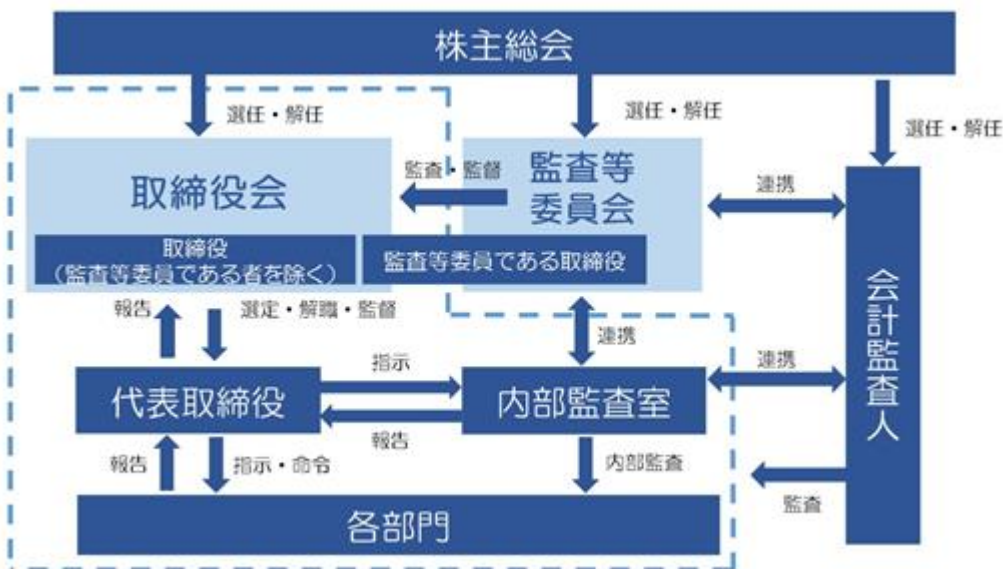 株主総会
選任・解任
選任・解任
選任・解任
取締役会
監査・監督
監査等
委員会
連携
取締役
（監査等委員である者を除く）
監査等委員である取締役
報告
選定・解職・監督
連携
会計監査人
指示
連携
代表取締役
内部監査室
報告
報告
指示・命令
内部監査
監査
各部門